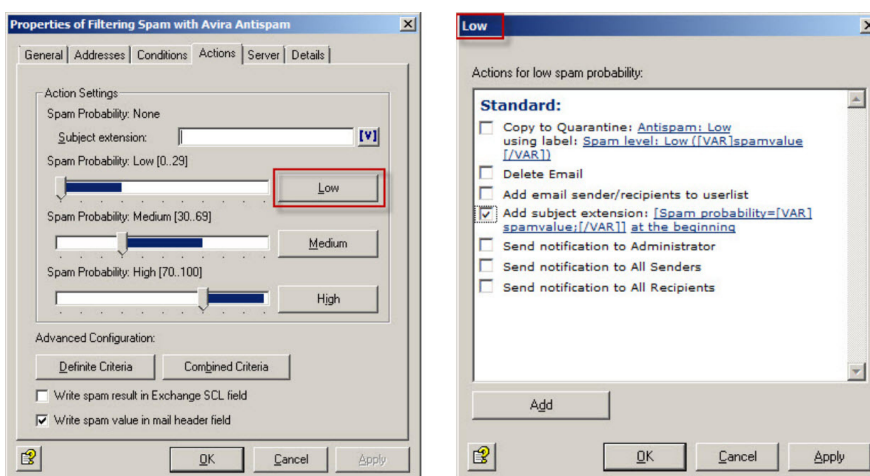 Properties of Filtering Spam with Avira Antispam
General
Addresses
Conditions
Actions
Server
Details
Action Settings
Spam Probability: None
Subject extension:
[V]
Spam Probability: Low [0..29]
Low
Spam Probability: Medium [30..69]
Medium
Spam Probability: High [70..100]
High
Advanced Configuration:
Definite Criteria
Combined Criteria
Write spam result in Exchange SCL field
Write spam value in mail header field
OK
Cancel
Apply
Low
Actions for low spam probability:
Standard:
Copy to Quarantine: Antispam: Low
using label: Spam level: Low ([VAR]spamvalue
[/VAR])
Delete Email
Add email sender/recipients to userlist
Add subject extension: [Spam probability=[VAR]
spamvalue;[/VAR]] at the beginning
Send notification to Administrator
Send notification to All Senders
Send notification to All Recipients
Add
OK
Cancel
Apply